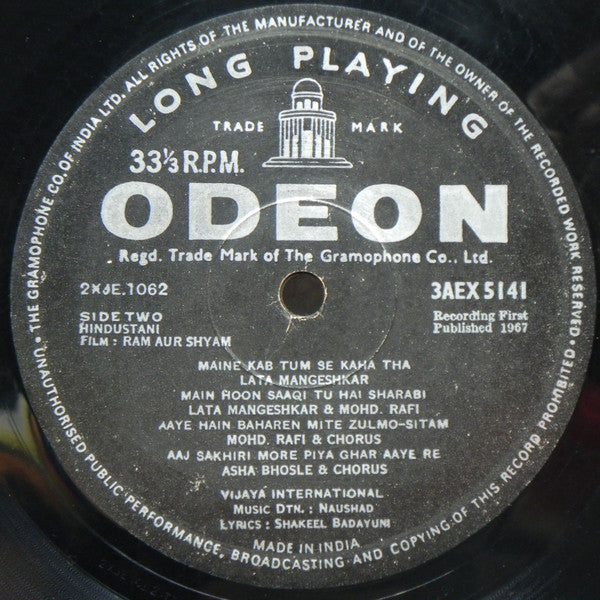 THE GRAMOPHONE CO. OF INDIA LTD. ALL RIGHTS OF THE MANUFACTURER AND OF THE OWNER OF THE RECORDED WORK RESERVED •
UNAUTHORISED PUBLIC PERFORMANCE, BROADCASTING AND COPYING OF THIS RECORD PROHIBITED. •
LONG PLAYING
TRADE MARK
33⅓ R.P.M.
ODEON
Regd. Trade Mark of The Gramophone Co., Ltd.
3AEX 5141
SIDE TWO
Recording First
HINDUSTANI
Published 1967
FILM : RAM AUR SHYAM
MAINE KAB TUM SE KAHA THA
LATA MANGESHKAR
MAIN HOON SAAQI TU HAI SHARABI
LATA MANGESHKAR & MOHD. RAFI
AAYE HAIN BAHAREN MITE ZULMO-SITAM
MOHD. RAFI & CHORUS
AAJ SAKHIRI MORE PIYA GHAR AAYE RE
ASHA BHOSLE & CHORUS
VIJAYA INTERNATIONAL
MUSIC DTN. : NAUSHAD
LYRICS : SHAKEEL BADAYUNI
MADE IN INDIA